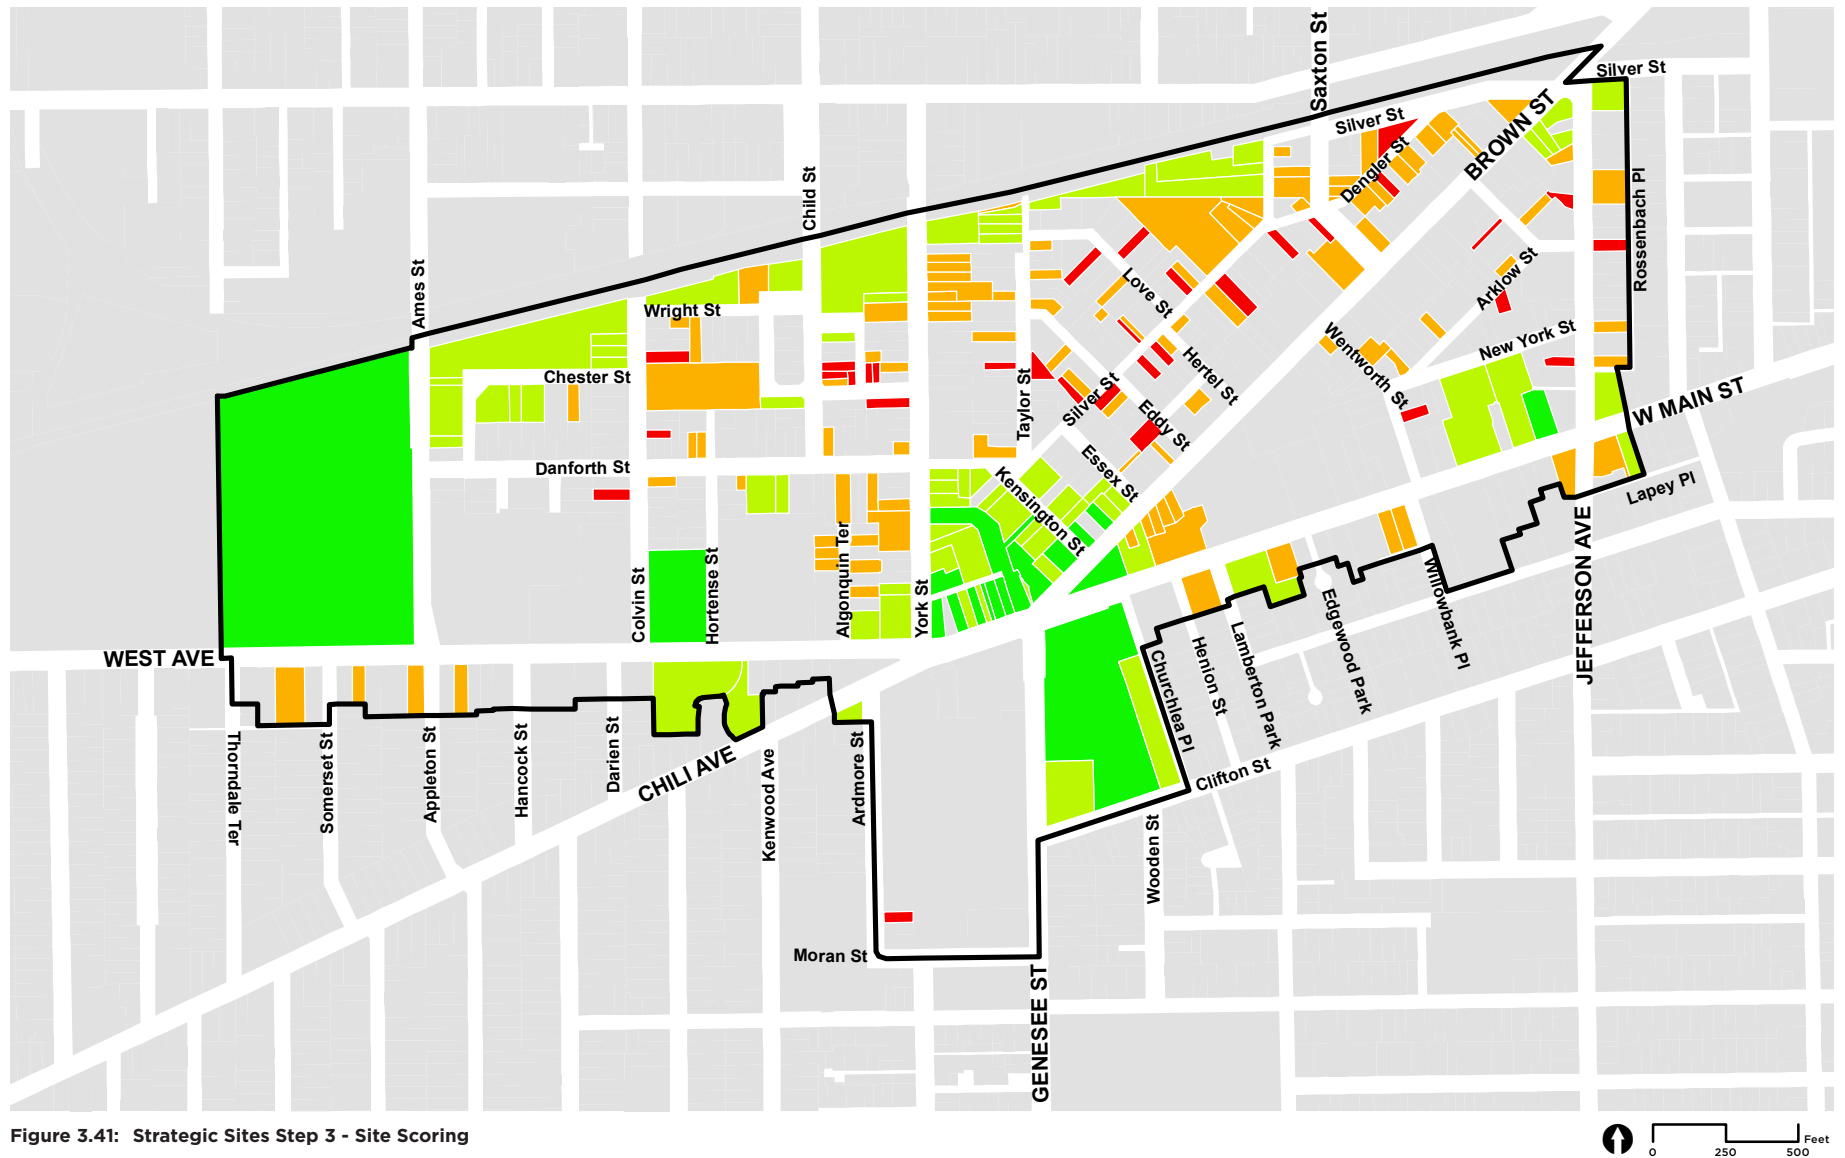 Saxton St
Silver St
Silver St
BROWN ST
Dengler St
Child St
Rossenbach Pl
Ames St
Love St
Arklow St
Wright St
Wentworth St
New York St
Chester St
Hertel St
Taylor St
Silver St
Eddy St
W MAIN ST
Danforth St
Essex St
Kensington St
Lapey Pl
JEFFERSON AVE
Algonquin Ter
Hortense St
Colvin St
York St
Willowbank Pl
Edgewood Park
Lamberton Park
Henion St
Churchlea Pl
WEST AVE
Thorndale Ter
Somerset St
Appleton St
Hancock St
Darien St
CHILI AVE
Kenwood Ave
Ardmore St
Clifton St
Wooden St
Moran St
GENESEE ST
Figure 3.41: Strategic Sites Step 3 - Site Scoring
Feet
0 250 500